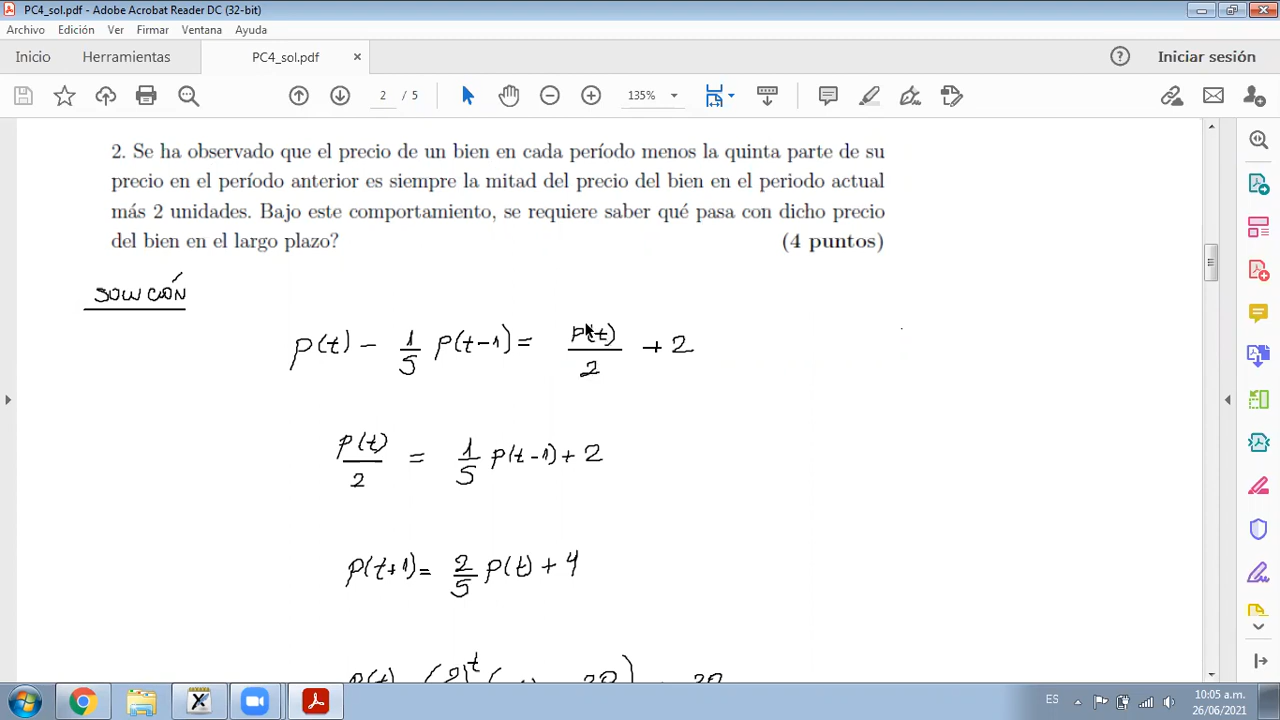 PC4_sol.pdf - Adobe Acrobat Reader DC (32-bit)
Archivo Edición Ver Firmar Ventana Ayuda
Inicio Herramientas PC4_sol.pdf × Iniciar sesión
2 / 5 135%
2. Se ha observado que el precio de un bien en cada período menos la quinta parte de su
precio en el período anterior es siempre la mitad del precio del bien en el periodo actual
más 2 unidades. Bajo este comportamiento, se requiere saber qué pasa con dicho precio
del bien en el largo plazo? (4 puntos)
SOLUCIÓN
p(t) - 1/5 p(t-1) = p(t)/2 + 2
p(t)/2 = 1/5 p(t-1) + 2
p(t+1) = 2/5 p(t) + 4
ES 10:05 a.m.
26/06/2021